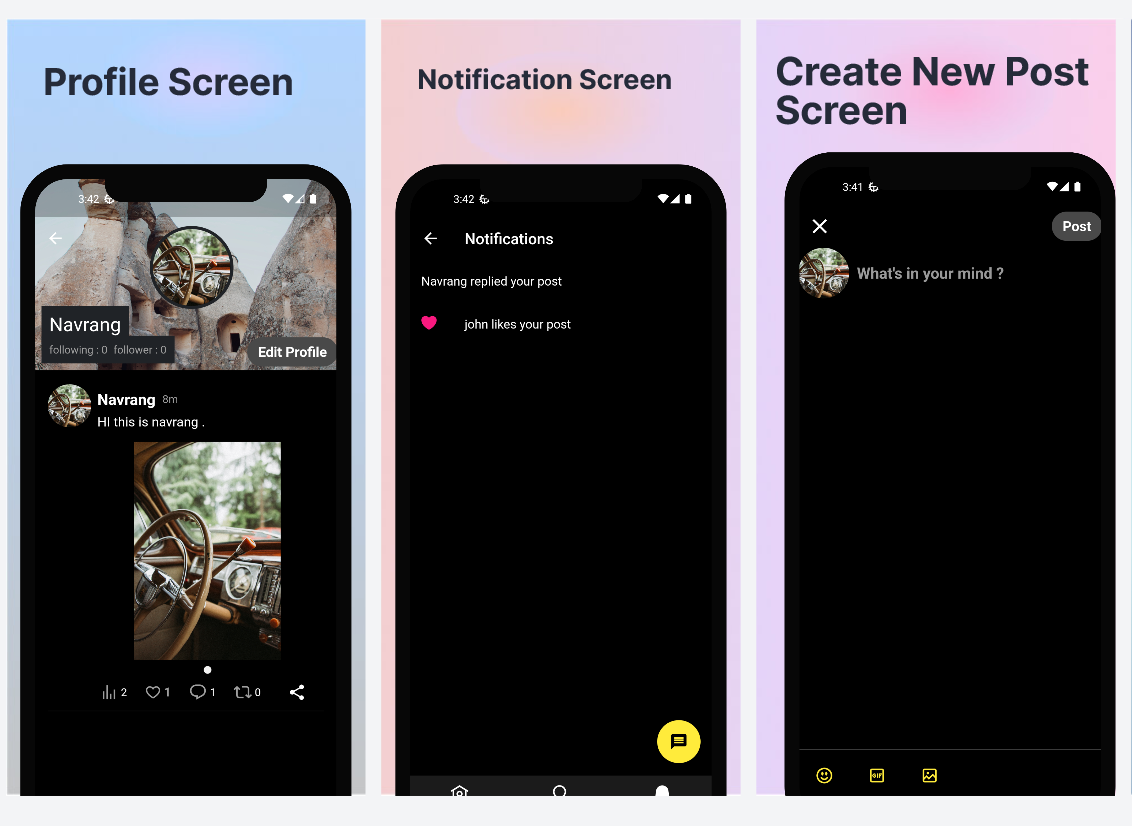 Profile Screen
3:42
Navrang
following : 0 follower : 0
Edit Profile
Navrang 8m
HI this is navrang .
2 1 1 0
Notification Screen
3:42
Notifications
Navrang replied your post
john likes your post
Create New Post
Screen
3:41
Post
What's in your mind ?
GIF